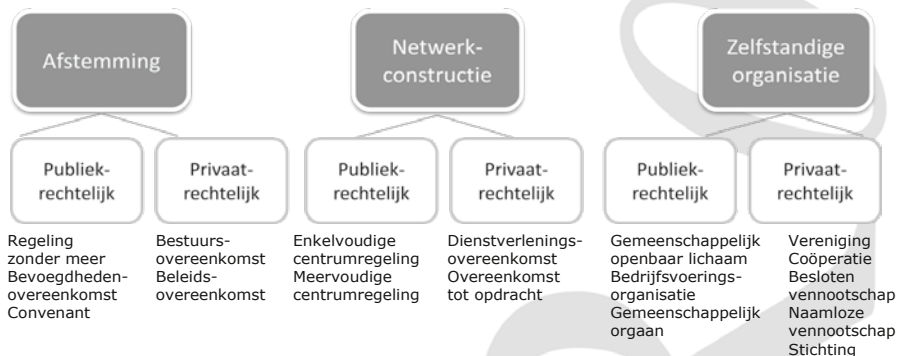 Afstemming
Netwerk-
constructie
Zelfstandige
organisatie
Publiek-
rechtelijk
Privaat-
rechtelijk
Publiek-
rechtelijk
Privaat-
rechtelijk
Publiek-
rechtelijk
Privaat-
rechtelijk
Regeling
zonder meer
Bevoegdheden-
overeenkomst
Convenant
Bestuurs-
overeenkomst
Beleids-
overeenkomst
Enkelvoudige
centrumregeling
Meervoudige
centrumregeling
Dienstverlenings-
overeenkomst
Overeenkomst
tot opdracht
Gemeenschappelijk
openbaar lichaam
Bedrijfsvoerings-
organisatie
Gemeenschappelijk
orgaan
Vereniging
Coöperatie
Besloten
vennootschap
Naamloze
vennootschap
Stichting